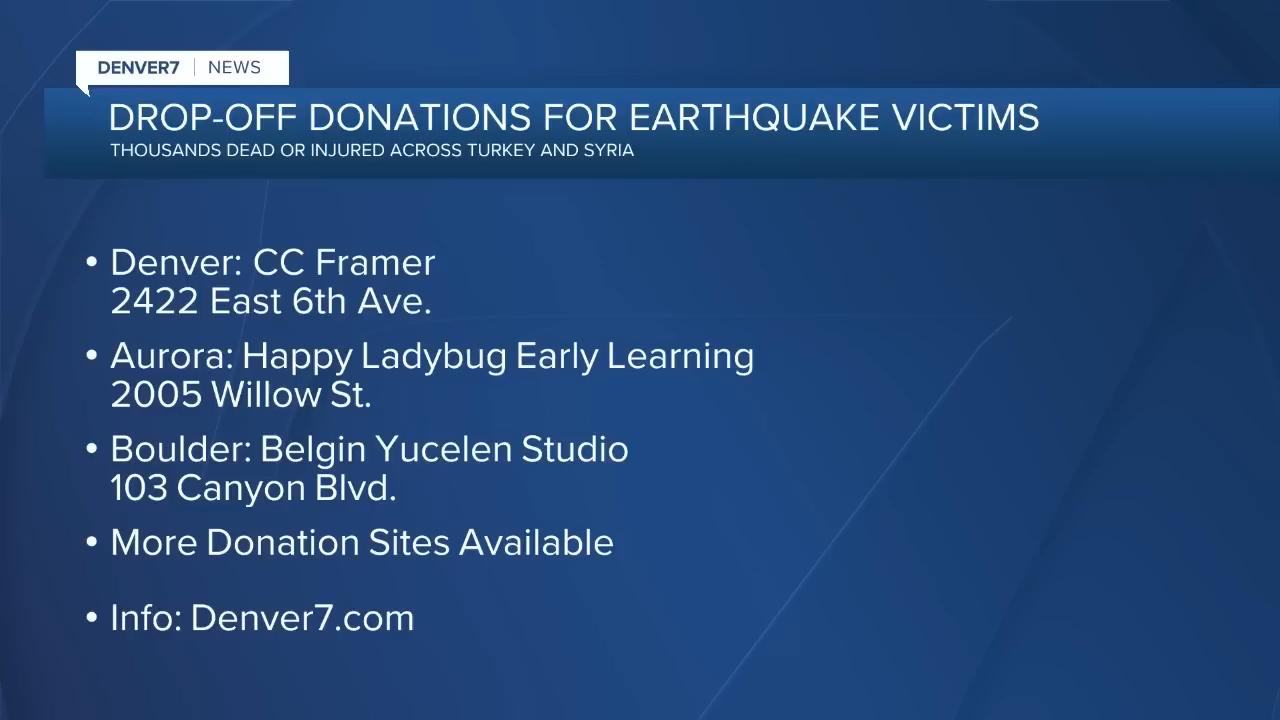 DENVER7 | NEWS
DROP-OFF DONATIONS FOR EARTHQUAKE VICTIMS
THOUSANDS DEAD OR INJURED ACROSS TURKEY AND SYRIA
• Denver: CC Framer
2422 East 6th Ave.
• Aurora: Happy Ladybug Early Learning
2005 Willow St.
• Boulder: Belgin Yucelen Studio
103 Canyon Blvd.
• More Donation Sites Available
• Info: Denver7.com